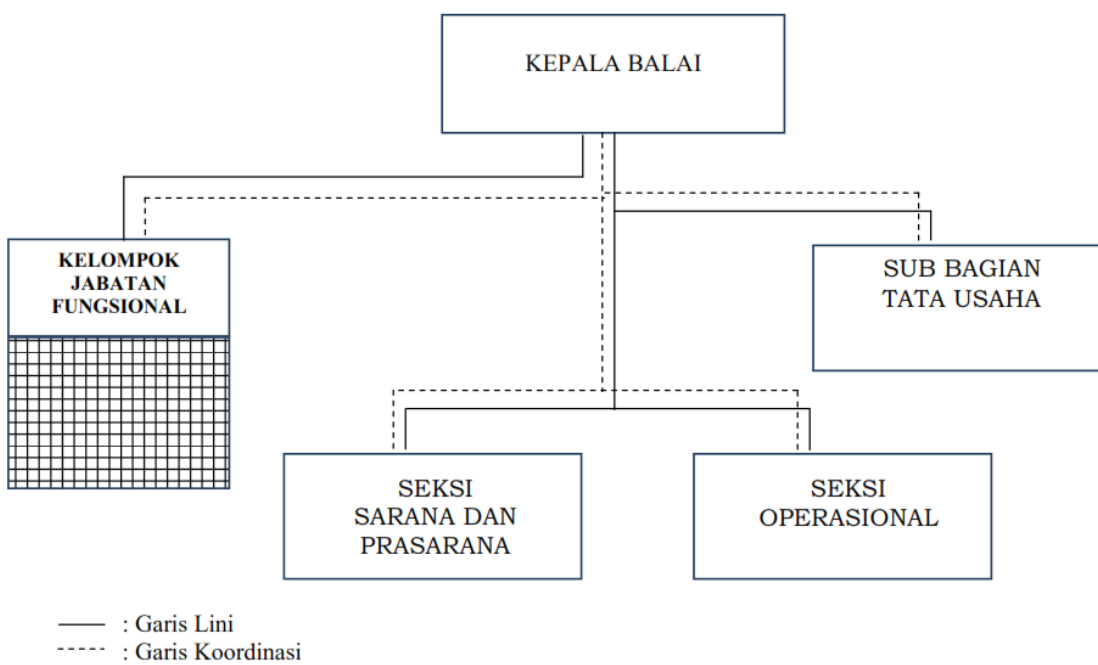 KEPALA BALAI
KELOMPOK
JABATAN
FUNGSIONAL
SUB BAGIAN
TATA USAHA
SEKSI
SARANA DAN
PRASARANA
SEKSI
OPERASIONAL
: Garis Lini
: Garis Koordinasi